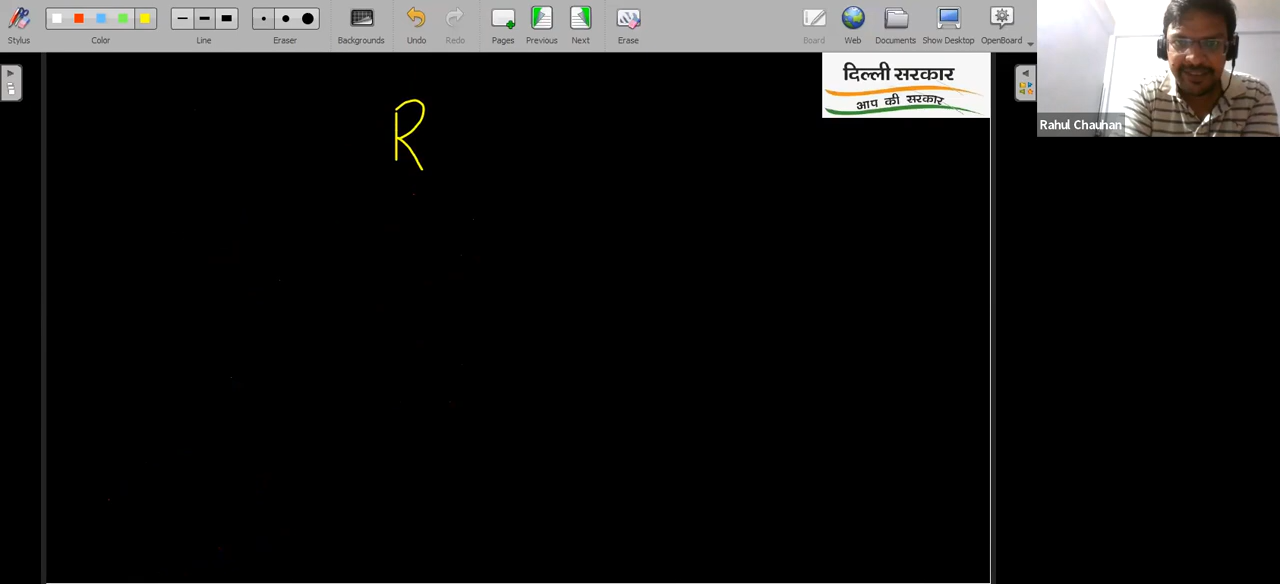 Stylus Color Line Eraser Backgrounds Undo Redo Pages Previous Next Erase Board Web Documents Show Desktop OpenBoard
दिल्ली सरकार
आप की सरकार
R
Rahul Chauhan